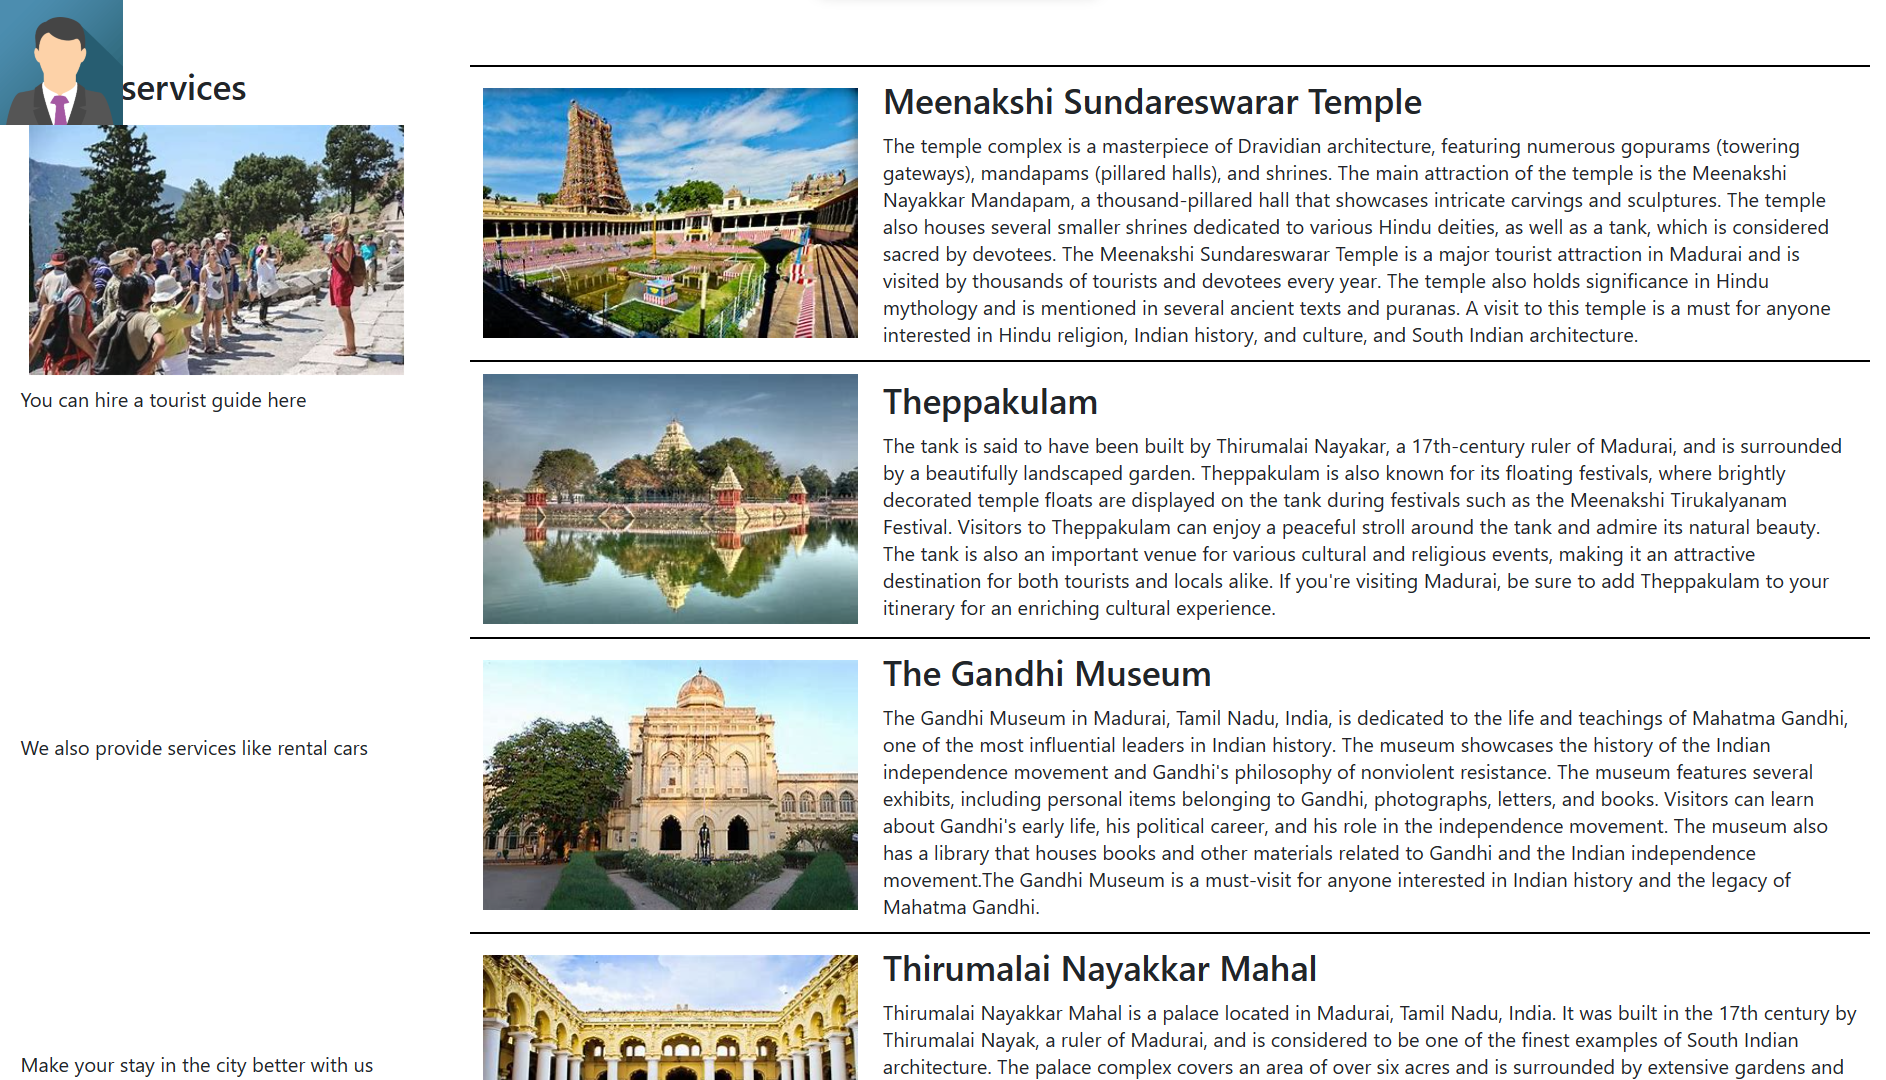 services
You can hire a tourist guide here
We also provide services like rental cars
Make your stay in the city better with us
Meenakshi Sundareswarar Temple
The temple complex is a masterpiece of Dravidian architecture, featuring numerous gopurams (towering
gateways), mandapams (pillared halls), and shrines. The main attraction of the temple is the Meenakshi
Nayakkar Mandapam, a thousand-pillared hall that showcases intricate carvings and sculptures. The temple
also houses several smaller shrines dedicated to various Hindu deities, as well as a tank, which is considered
sacred by devotees. The Meenakshi Sundareswarar Temple is a major tourist attraction in Madurai and is
visited by thousands of tourists and devotees every year. The temple also holds significance in Hindu
mythology and is mentioned in several ancient texts and puranas. A visit to this temple is a must for anyone
interested in Hindu religion, Indian history, and culture, and South Indian architecture.
Theppakulam
The tank is said to have been built by Thirumalai Nayakar, a 17th-century ruler of Madurai, and is surrounded
by a beautifully landscaped garden. Theppakulam is also known for its floating festivals, where brightly
decorated temple floats are displayed on the tank during festivals such as the Meenakshi Tirukalyanam
Festival. Visitors to Theppakulam can enjoy a peaceful stroll around the tank and admire its natural beauty.
The tank is also an important venue for various cultural and religious events, making it an attractive
destination for both tourists and locals alike. If you're visiting Madurai, be sure to add Theppakulam to your
itinerary for an enriching cultural experience.
The Gandhi Museum
The Gandhi Museum in Madurai, Tamil Nadu, India, is dedicated to the life and teachings of Mahatma Gandhi,
one of the most influential leaders in Indian history. The museum showcases the history of the Indian
independence movement and Gandhi's philosophy of nonviolent resistance. The museum features several
exhibits, including personal items belonging to Gandhi, photographs, letters, and books. Visitors can learn
about Gandhi's early life, his political career, and his role in the independence movement. The museum also
has a library that houses books and other materials related to Gandhi and the Indian independence
movement.The Gandhi Museum is a must-visit for anyone interested in Indian history and the legacy of
Mahatma Gandhi.
Thirumalai Nayakkar Mahal
Thirumalai Nayakkar Mahal is a palace located in Madurai, Tamil Nadu, India. It was built in the 17th century by
Thirumalai Nayak, a ruler of Madurai, and is considered to be one of the finest examples of South Indian
architecture. The palace complex covers an area of over six acres and is surrounded by extensive gardens and